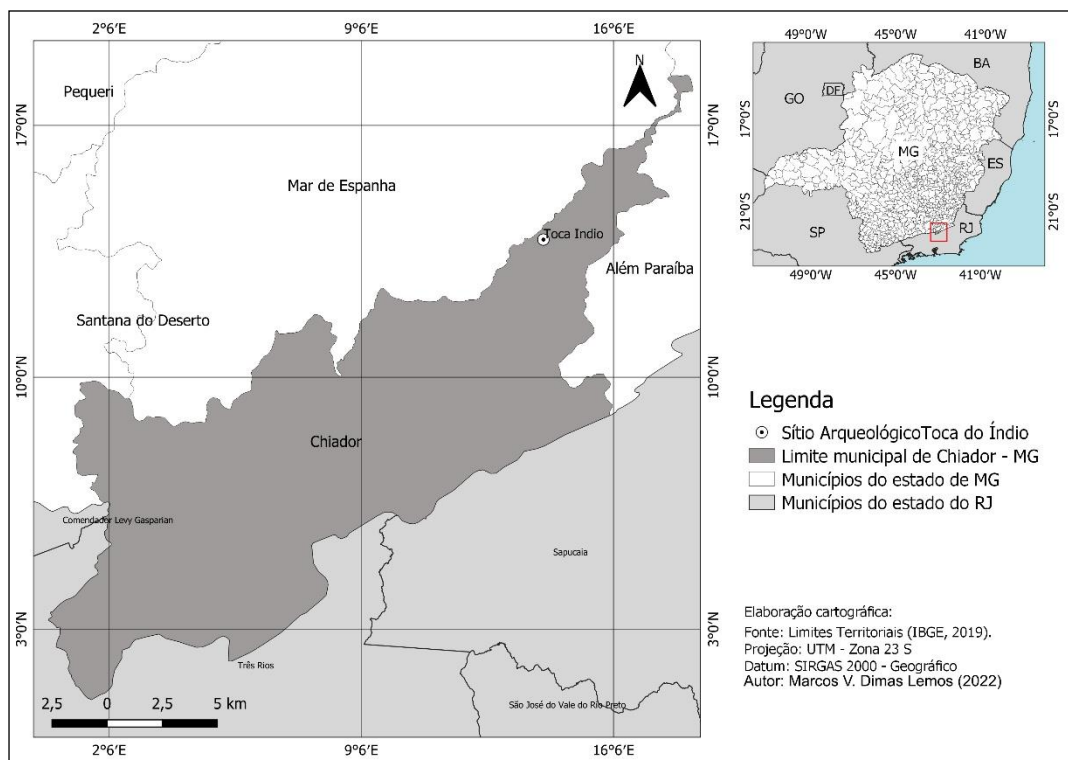 2°6'E 9°6'E 16°6'E
N
Pequeri
17°0'N 17°0'N
Mar de Espanha
Toca Indio
Além Paraíba
Santana do Deserto
10°0'N 10°0'N
Chiador
Comendador Levy Gasparian
Sapucaia
3°0'N 3°0'N
Três Rios
São José do Vale do Rio Preto
2,5 0 2,5 5 km
2°6'E 9°6'E 16°6'E
49°0'W 45°0'W 41°0'W
BA
GO DF
17°0'S 17°0'S
MG
ES
21°0'S 21°0'S
SP RJ
49°0'W 45°0'W 41°0'W
Legenda
Sítio ArqueológicoToca do Índio
Limite municipal de Chiador - MG
Municípios do estado de MG
Municípios do estado do RJ
Elaboração cartográfica:
Fonte: Limites Territoriais (IBGE, 2019).
Projeção: UTM - Zona 23 S
Datum: SIRGAS 2000 - Geográfico
Autor: Marcos V. Dimas Lemos (2022)